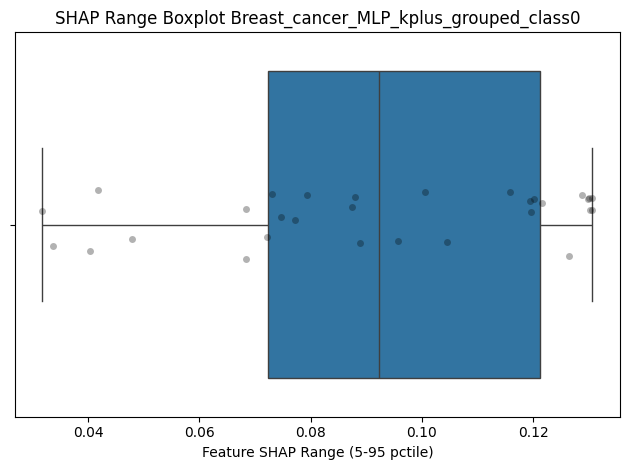 SHAP Range Boxplot Breast_cancer_MLP_kplus_grouped_class0
0.04 0.06 0.08 0.10 0.12
Feature SHAP Range (5-95 pctile)